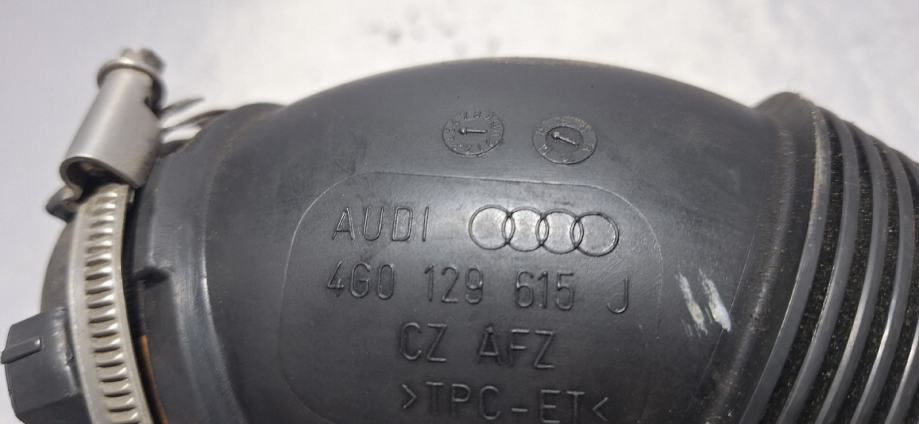 AUDI
4G0 129 615 J
CZ AFZ
>TPC-ET<